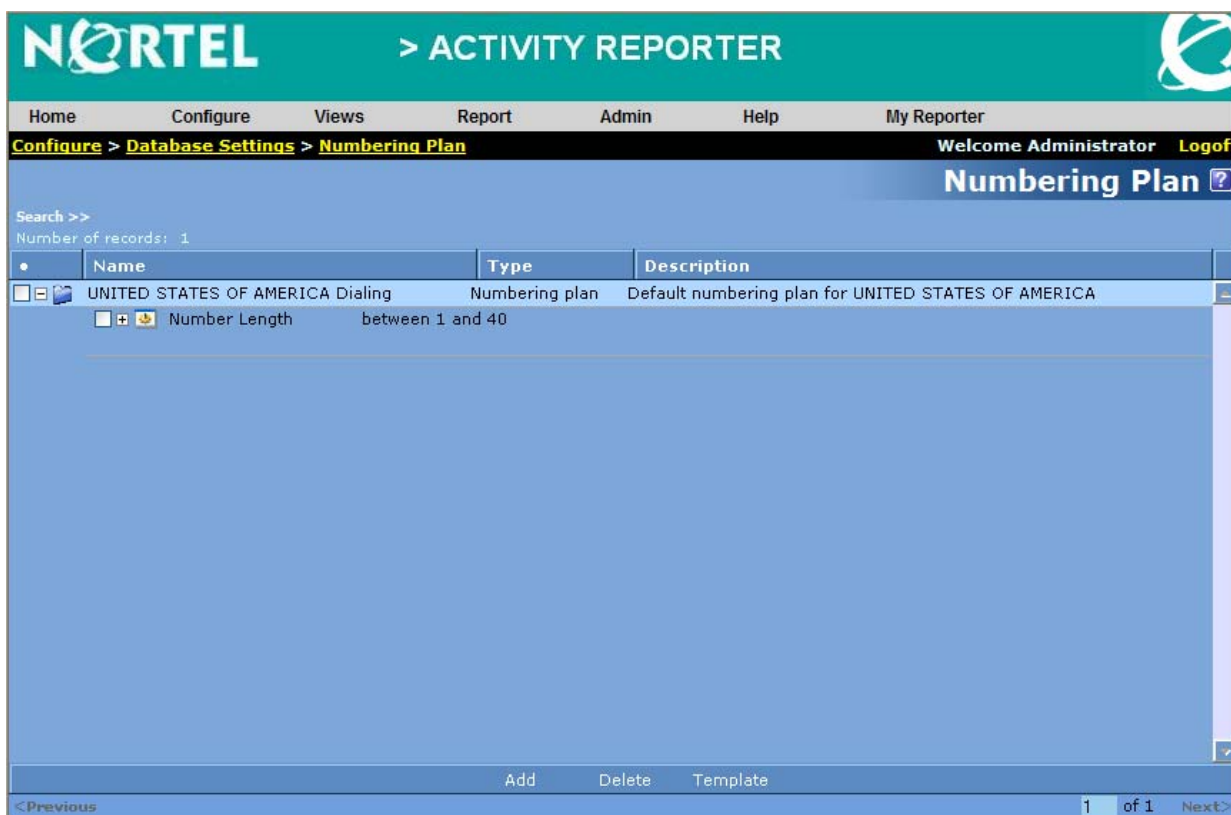 NORTEL > ACTIVITY REPORTER
Home Configure Views Report Admin Help My Reporter
Configure > Database Settings > Numbering Plan Welcome Administrator Logof
Numbering Plan ?
Search >>
Number of records: 1
• Name Type Description
UNITED STATES OF AMERICA Dialing Numbering plan Default numbering plan for UNITED STATES OF AMERICA
Number Length between 1 and 40
Add Delete Template
<Previous 1 of 1 Next>